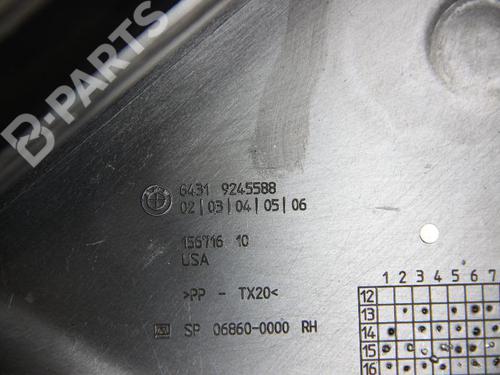 B-PARTS
6431 9245588
02|03|04|05|06
156716 10
USA
>PP - TX20<
SP 06860-0000 RH
1 2 3 4 5 6 7
12
13
14
15
16